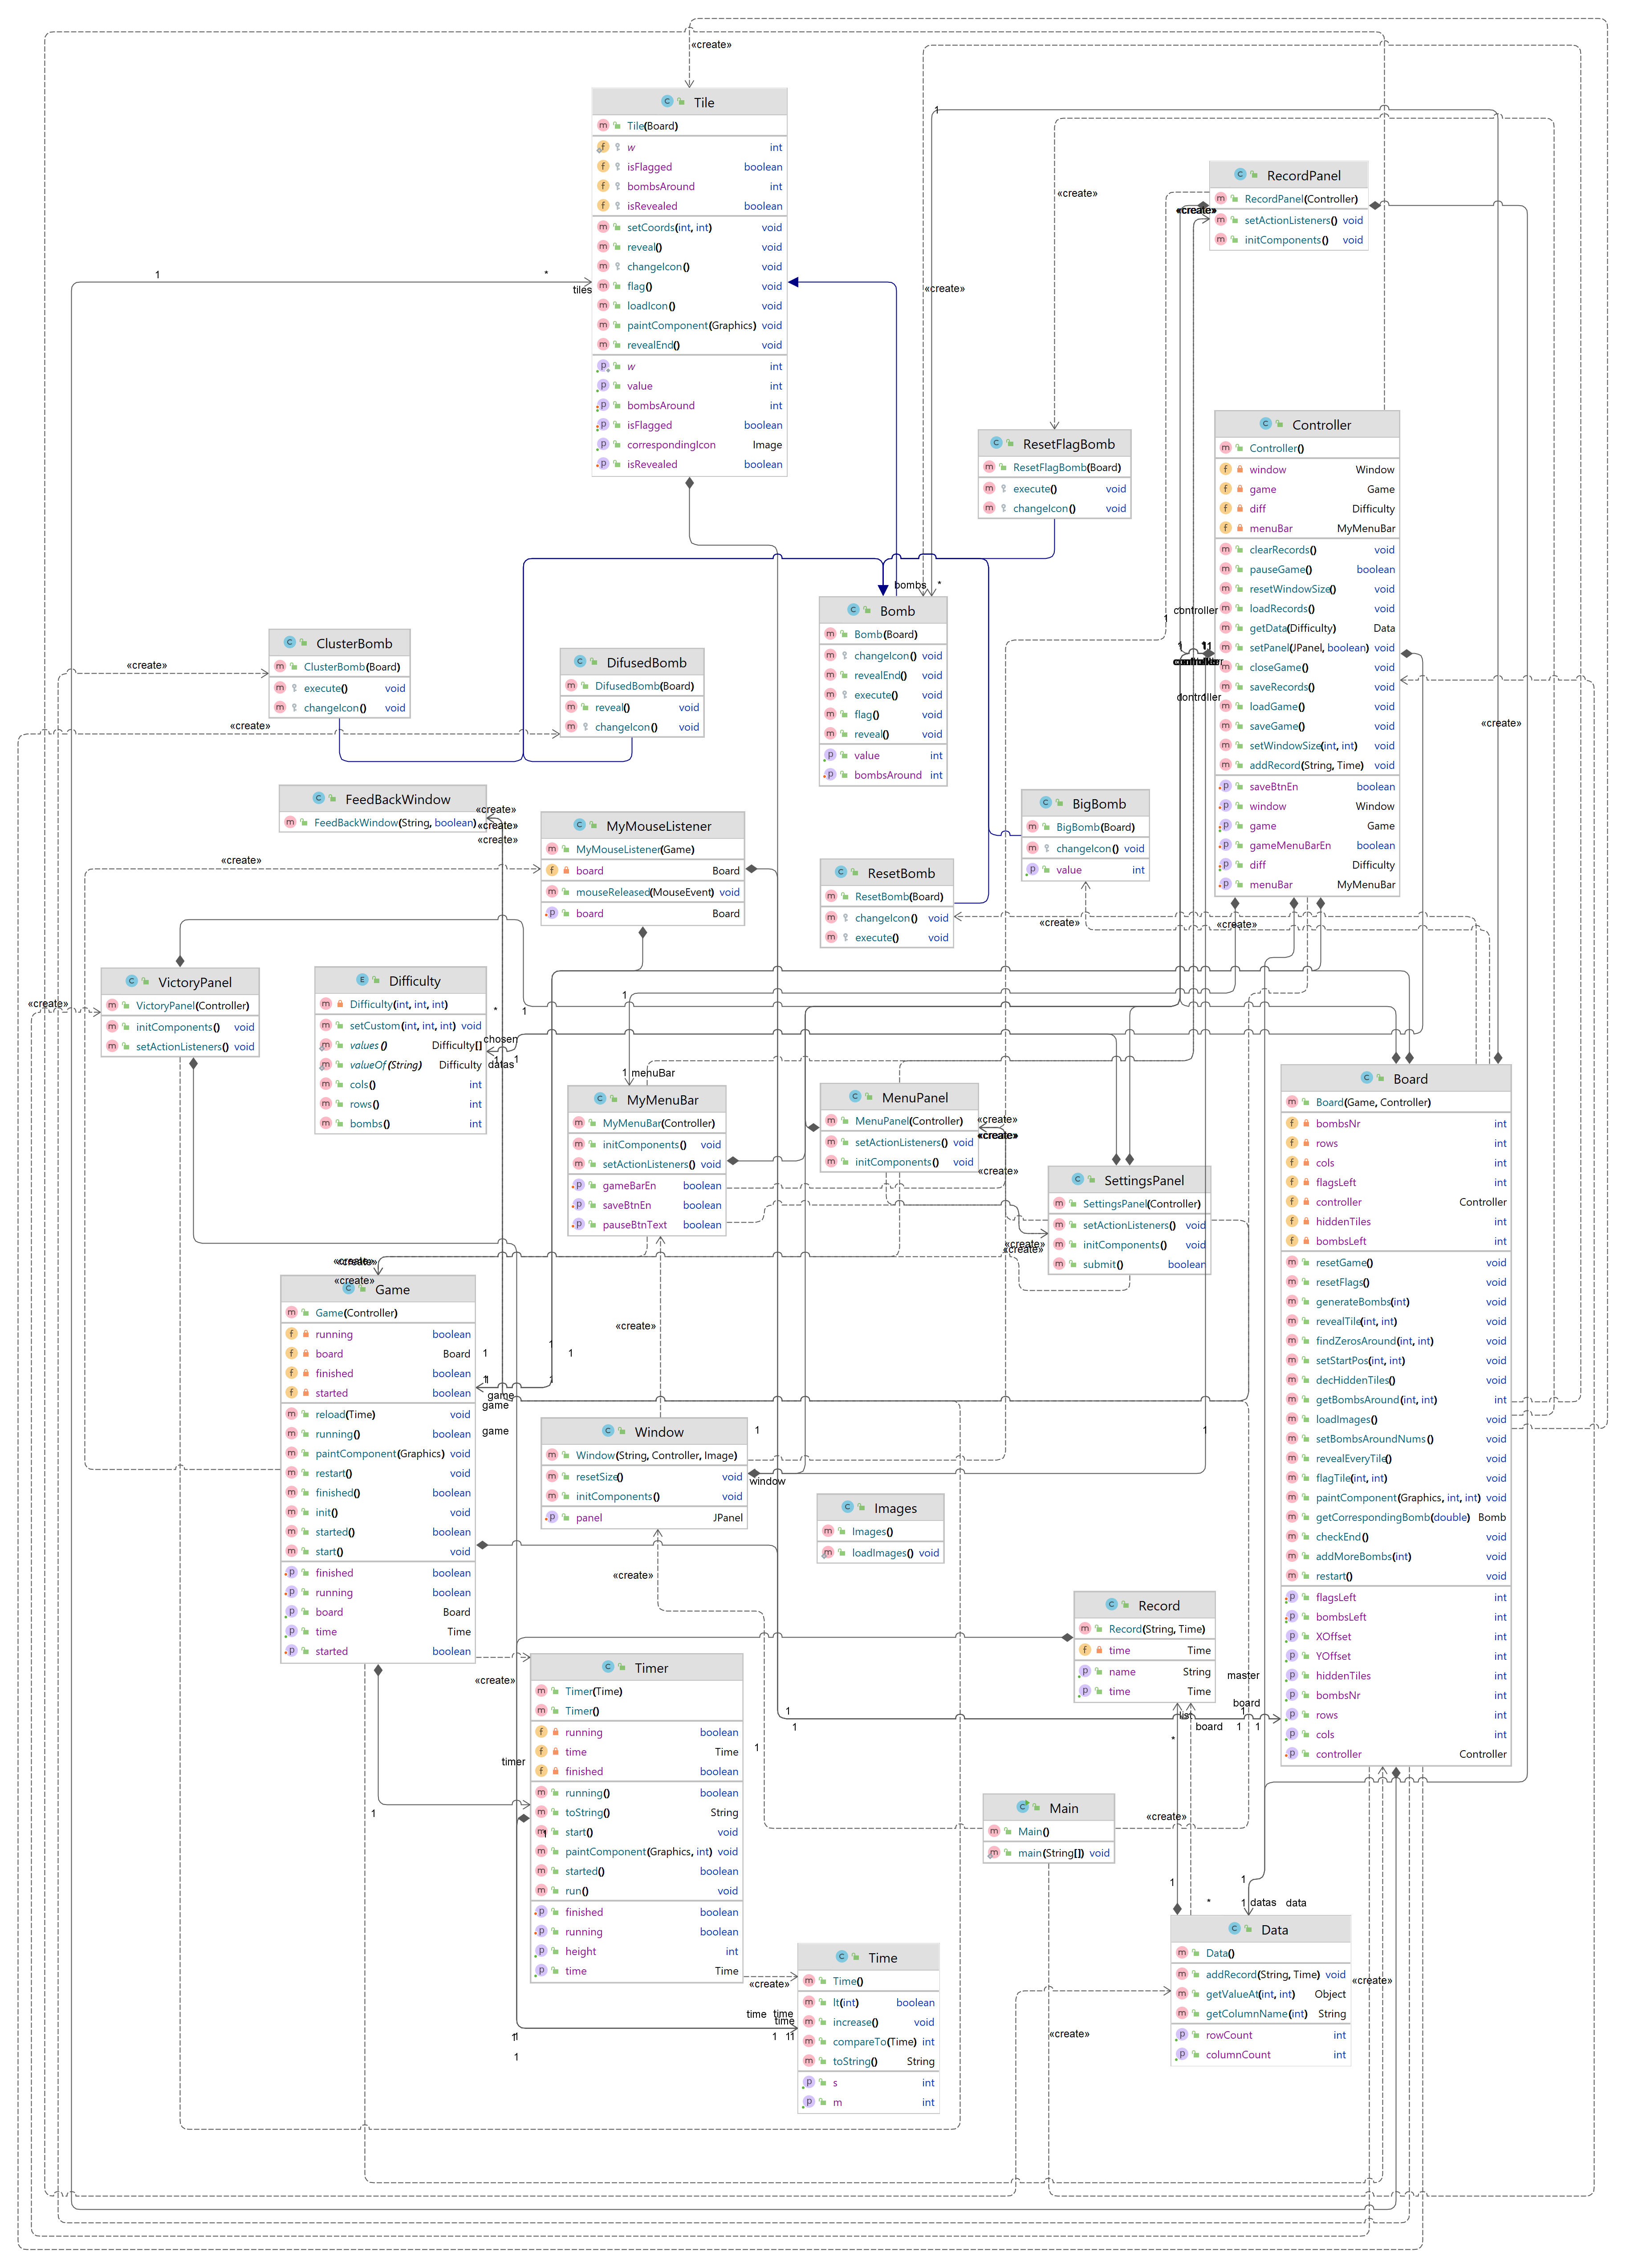 «create»
Tile
Tile(Board)
w int
isFlagged boolean
bombsAround int
isRevealed boolean
setCoords(int, int) void
reveal() void
changeIcon() void
flag() void
loadIcon() void
paintComponent(Graphics) void
revealEnd() void
w int
value int
bombsAround int
isFlagged boolean
correspondingIcon Image
isRevealed boolean
1
*
tiles
1
«create»
«create»
RecordPanel
RecordPanel(Controller)
setActionListeners() void
initComponents() void
«create»
ResetFlagBomb
ResetFlagBomb(Board)
execute() void
changeIcon() void
Controller
Controller()
window Window
game Game
diff Difficulty
menuBar MyMenuBar
clearRecords() void
pauseGame() boolean
resetWindowSize() void
loadRecords() void
getData(Difficulty) Data
setPanel(JPanel, boolean) void
closeGame() void
saveRecords() void
loadGame() void
saveGame() void
setWindowSize(int, int) void
addRecord(String, Time) void
saveBtnEn boolean
window Window
game Game
gameMenuBarEn boolean
diff Difficulty
menuBar MyMenuBar
controller
1
controller
controller
«create»
bombs
*
Bomb
Bomb(Board)
changeIcon() void
revealEnd() void
execute() void
flag() void
reveal() void
value int
bombsAround int
ClusterBomb
ClusterBomb(Board)
execute() void
changeIcon() void
«create»
DifusedBomb
DifusedBomb(Board)
reveal() void
changeIcon() void
«create»
FeedBackWindow
FeedBackWindow(String, boolean)
«create»
«create»
«create»
MyMouseListener
MyMouseListener(Game)
board Board
mouseReleased(MouseEvent) void
board Board
«create»
BigBomb
BigBomb(Board)
changeIcon() void
value int
ResetBomb
ResetBomb(Board)
changeIcon() void
execute() void
«create»
«create»
VictoryPanel
VictoryPanel(Controller)
initComponents() void
setActionListeners() void
«create»
Difficulty
Difficulty(int, int, int)
setCustom(int, int, int) void
values() Difficulty[]
valueOf(String) Difficulty
cols() int
rows() int
bombs() int
*
1
chosen
1
1
datas
1
1
menuBar
MyMenuBar
MyMenuBar(Controller)
initComponents() void
setActionListeners() void
gameBarEn boolean
saveBtnEn boolean
pauseBtnText boolean
MenuPanel
MenuPanel(Controller)
setActionListeners() void
initComponents() void
«create»
«create»
«create»
SettingsPanel
SettingsPanel(Controller)
setActionListeners() void
initComponents() void
submit() boolean
«create»
«create»
Board
Board(Game, Controller)
bombsNr int
rows int
cols int
flagsLeft int
controller Controller
hiddenTiles int
bombsLeft int
resetGame() void
resetFlags() void
generateBombs(int) void
revealTile(int, int) void
findZerosAround(int, int) void
setStartPos(int, int) void
decHiddenTiles() void
getBombsAround(int, int) int
loadImages() void
setBombsAroundNums() void
revealEveryTile() void
flagTile(int, int) void
paintComponent(Graphics, int, int) void
getCorrespondingBomb(double) Bomb
checkEnd() void
addMoreBombs(int) void
restart() void
flagsLeft int
bombsLeft int
XOffset int
YOffset int
hiddenTiles int
bombsNr int
rows int
cols int
controller Controller
«create»
«create»
«create»
Game
Game(Controller)
running boolean
board Board
finished boolean
started boolean
reload(Time) void
running() boolean
paintComponent(Graphics) void
restart() void
finished() boolean
init() void
started() boolean
start() void
finished boolean
running boolean
board Board
time Time
started boolean
1
1
1
1
game
game
game
«create»
Window
Window(String, Controller, Image)
resetSize() void
initComponents() void
panel JPanel
1
window
1
«create»
Images
Images()
loadImages() void
Record
Record(String, Time)
time Time
name String
time Time
list
*
master
board
board
1
1
1
1
1
«create»
Timer
Timer(Time)
Timer()
running boolean
time Time
finished boolean
running() boolean
toString() String
start() void
paintComponent(Graphics, int) void
started() boolean
run() void
finished boolean
running boolean
height int
time Time
timer
1
1
1
Main
Main()
main(String[]) void
«create»
1
*
1
datas
data
Data
Data()
addRecord(String, Time) void
getValueAt(int, int) Object
getColumnName(int) String
rowCount int
columnCount int
«create»
«create»
«create»
Time
Time()
lt(int) boolean
increase() void
compareTo(Time) int
toString() String
s int
m int
time
time
time
1
11
1
1